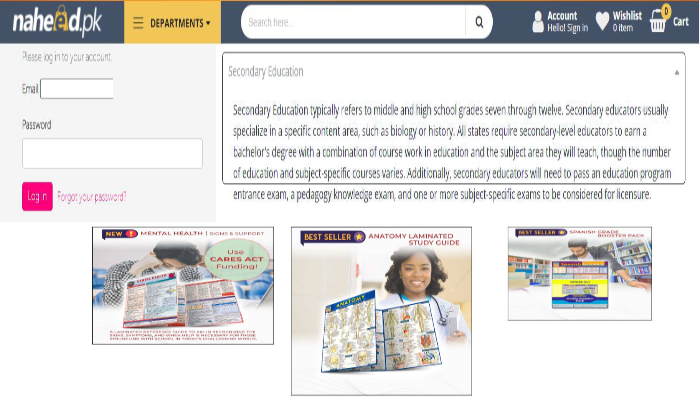 naheed.pk
DEPARTMENTS
Search here...
Account
Hello! Sign in
Wishlist
0 item
0
Cart
Please log in to your account.
Email
Password
Log in
Forgot your password?
Secondary Education
Secondary Education typically refers to middle and high school grades seven through twelve. Secondary educators usually
specialize in a specific content area, such as biology or history. All states require secondary-level educators to earn a
bachelor's degree with a combination of course work in education and the subject area they will teach, though the number
of education and subject-specific courses varies. Additionally, secondary educators will need to pass an education program
entrance exam, a pedagogy knowledge exam, and one or more subject-specific exams to be considered for licensure.
NEW ! MENTAL HEALTH | SIGNS & SUPPORT
Use
CARES ACT
Funding!
BEST SELLER ANATOMY LAMINATED
STUDY GUIDE
ANATOMY
BEST SELLER SPANISH GRADE
BOOSTER PACK